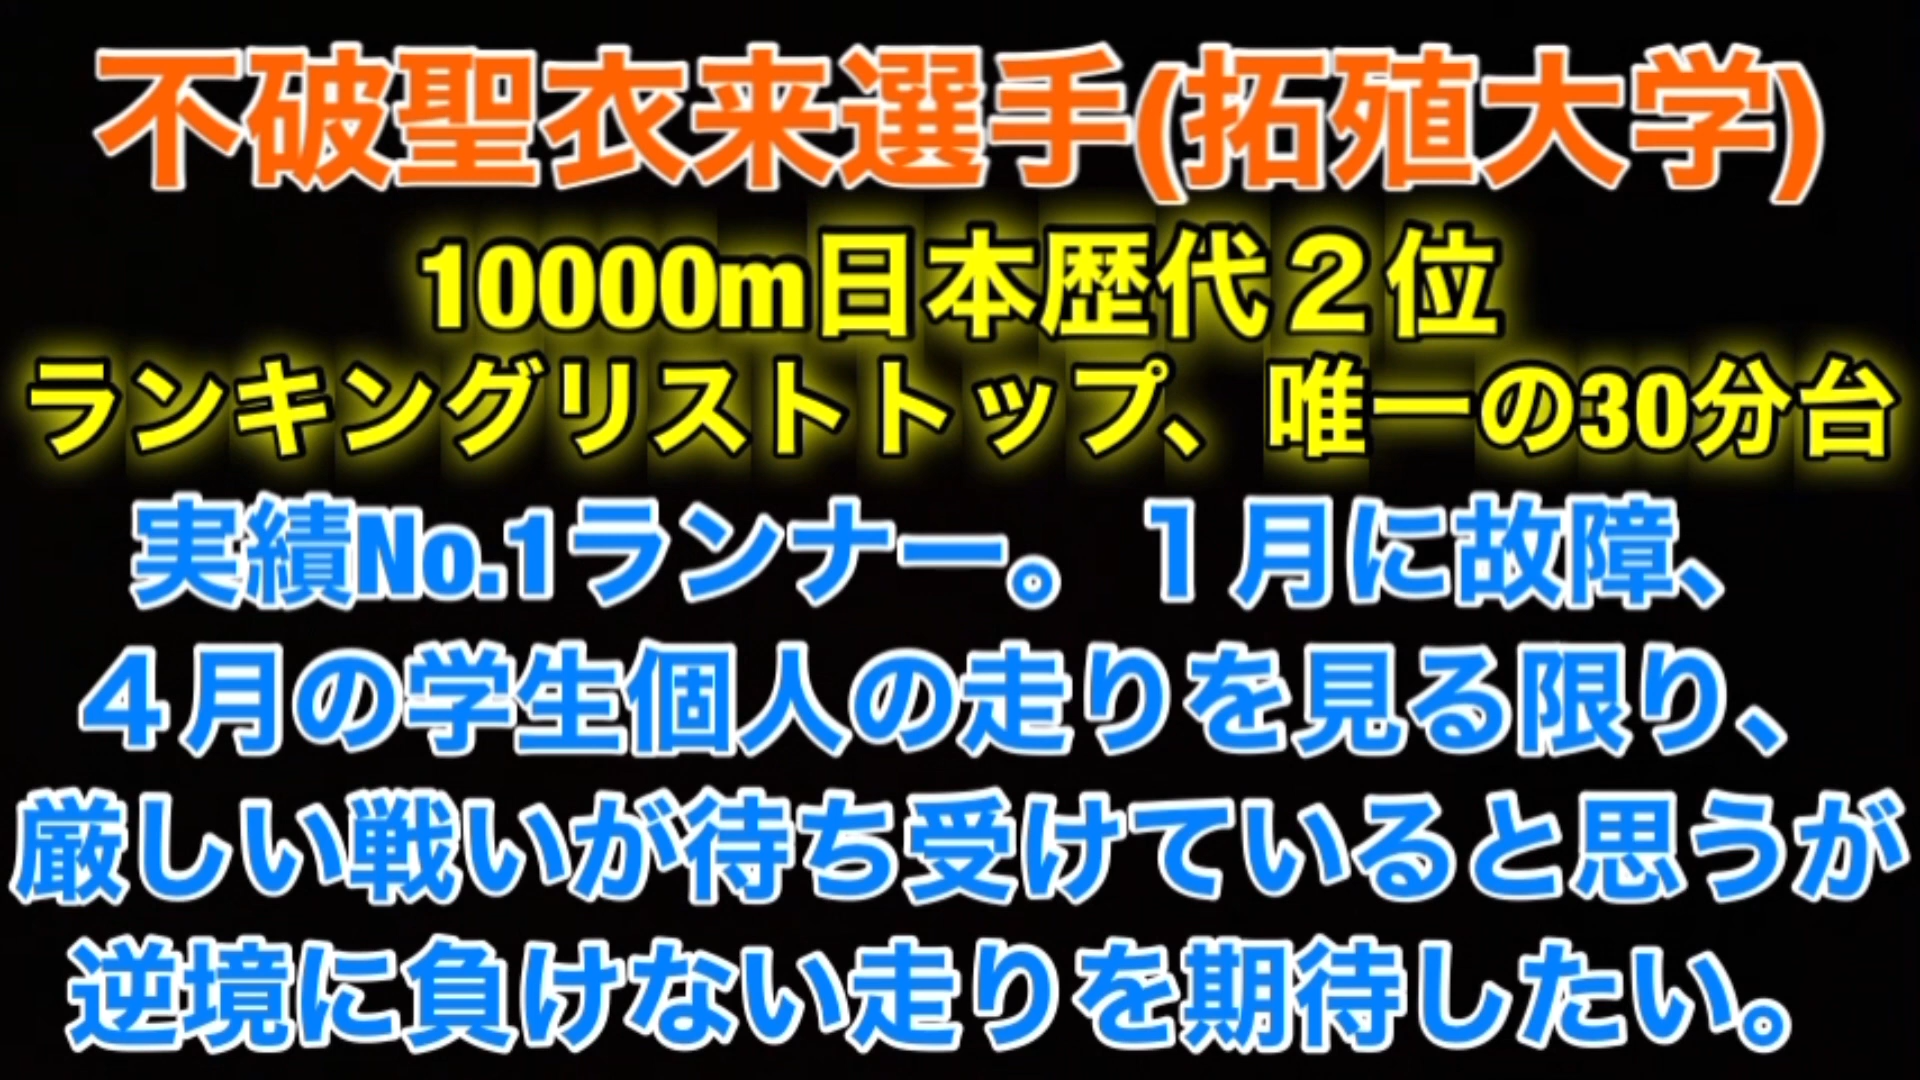 不破聖衣来選手(拓殖大学)
10000m日本歴代２位
ランキングリストトップ、唯一の30分台
実績No.1ランナー。１月に故障、
４月の学生個人の走りを見る限り、
厳しい戦いが待ち受けていると思うが
逆境に負けない走りを期待したい。